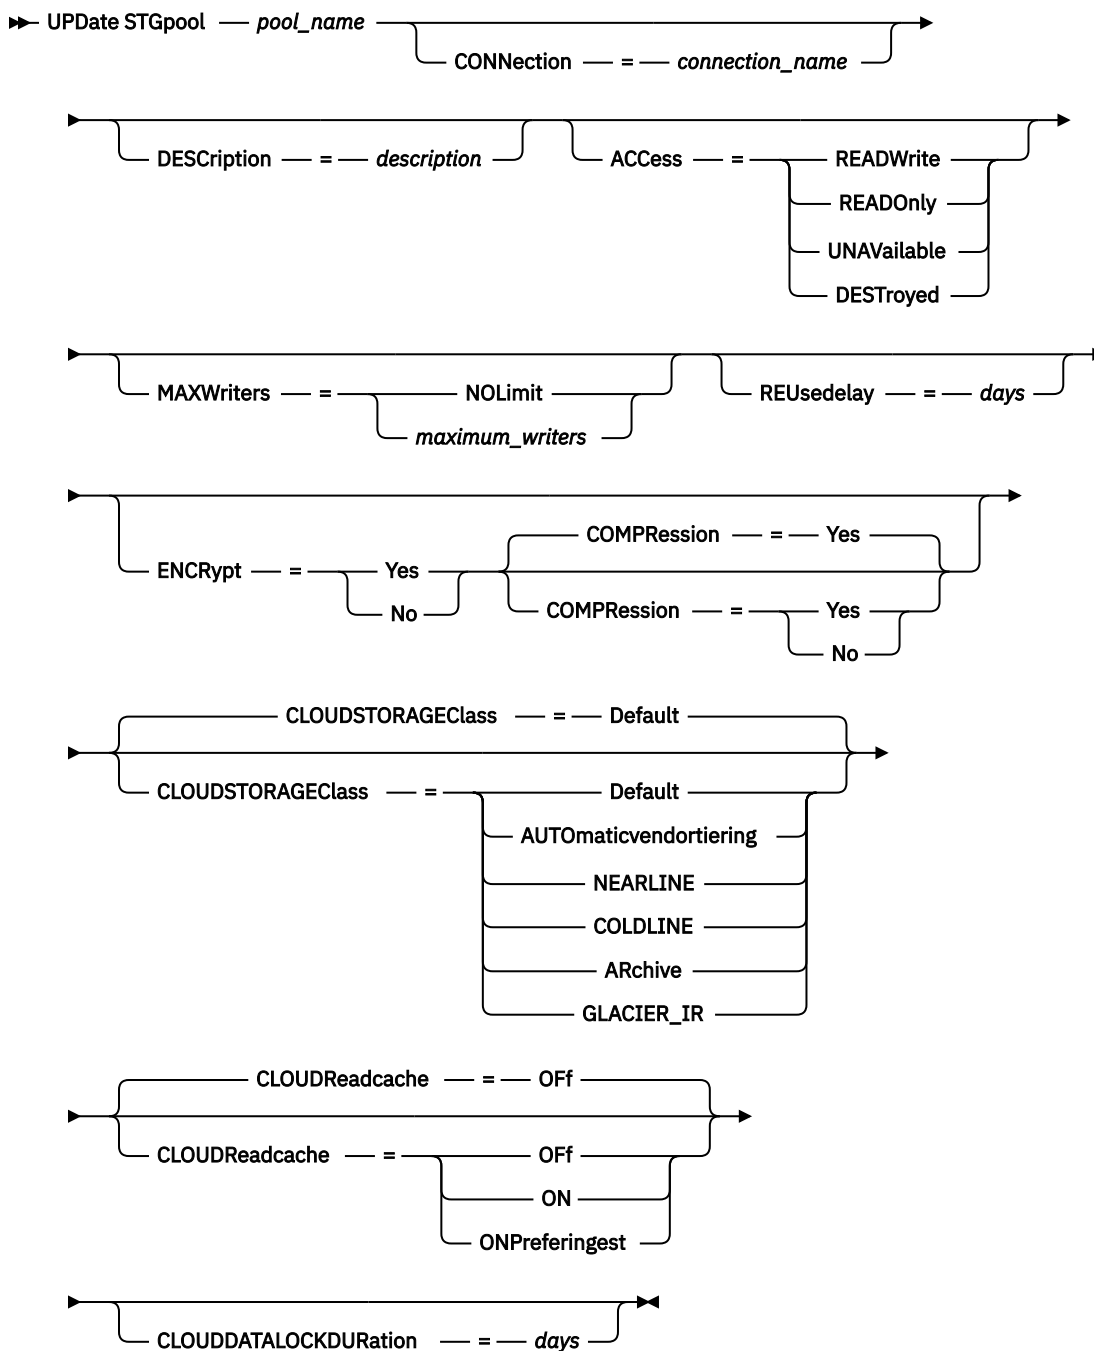 UPDate STGpool pool_name
CONNection = connection_name
DESCription = description ACCess = READWrite
READOnly
UNAVailable
DESTroyed
MAXWriters = NOLimit REUsedelay = days
maximum_writers
COMPRession = Yes
ENCRypt = Yes
No COMPRession = Yes
No
CLOUDSTORAGEClass = Default
CLOUDSTORAGEClass = Default
AUTOmaticvendortiering
NEARLINE
COLDLINE
ARchive
GLACIER_IR
CLOUDReadcache = OFf
CLOUDReadcache = OFf
ON
ONPreferingest
CLOUDDATALOCKDURation = days